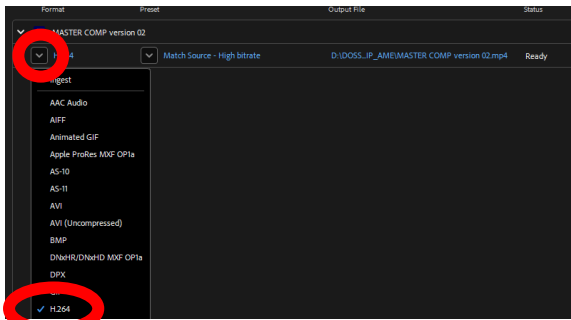 Format Preset Output File Status
MASTER COMP version 02
Match Source - High bitrate D:\DOSS...IP_AME\MASTER COMP version 02.mp4 Ready
Ingest
AAC Audio
AIFF
Animated GIF
Apple ProRes MXF OP1a
AS-10
AS-11
AVI
AVI (Uncompressed)
BMP
DNxHR/DNxHD MXF OP1a
DPX
H.264